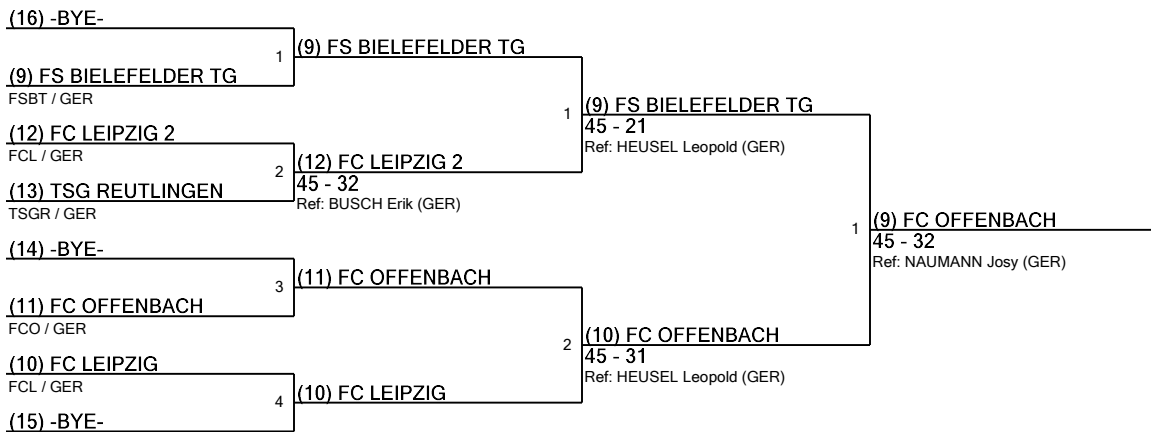 (16) -BYE-
1
(9) FS BIELEFELDER TG
(9) FS BIELEFELDER TG
FSBT / GER
1
(9) FS BIELEFELDER TG
45 - 21
Ref: HEUSEL Leopold (GER)
(12) FC LEIPZIG 2
FCL / GER
2
(12) FC LEIPZIG 2
45 - 32
Ref: BUSCH Erik (GER)
(13) TSG REUTLINGEN
TSGR / GER
1
(9) FC OFFENBACH
45 - 32
Ref: NAUMANN Josy (GER)
(14) -BYE-
3
(11) FC OFFENBACH
(11) FC OFFENBACH
FCO / GER
2
(10) FC OFFENBACH
45 - 31
Ref: HEUSEL Leopold (GER)
(10) FC LEIPZIG
FCL / GER
4
(10) FC LEIPZIG
(15) -BYE-